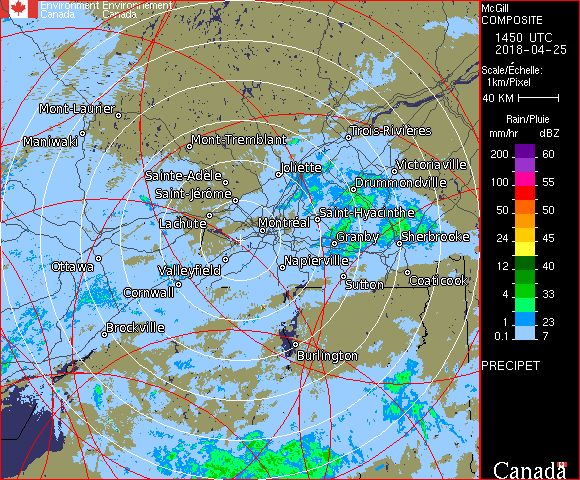 Environment Environnement
Canada Canada
McGill
COMPOSITE
1450 UTC
2018-04-25
Scale/Échelle:
1km/Pixel
40 KM
Rain/Pluie
mm/hr dBZ
200 60
100 55
50 50
24 45
12 40
4 33
1 23
0.1 7
PRECIPET
Canada
Mont-Laurier
Maniwaki
Mont-Tremblant
Trois-Rivières
Joliette
Victoriaville
Sainte-Adèle
Drummondville
Saint-Jérôme
Saint-Hyacinthe
Lachute
Montréal
Granby
Sherbrooke
Ottawa
Valleyfield
Napierville
Cornwall
Sutton
Coaticook
Brockville
Burlington